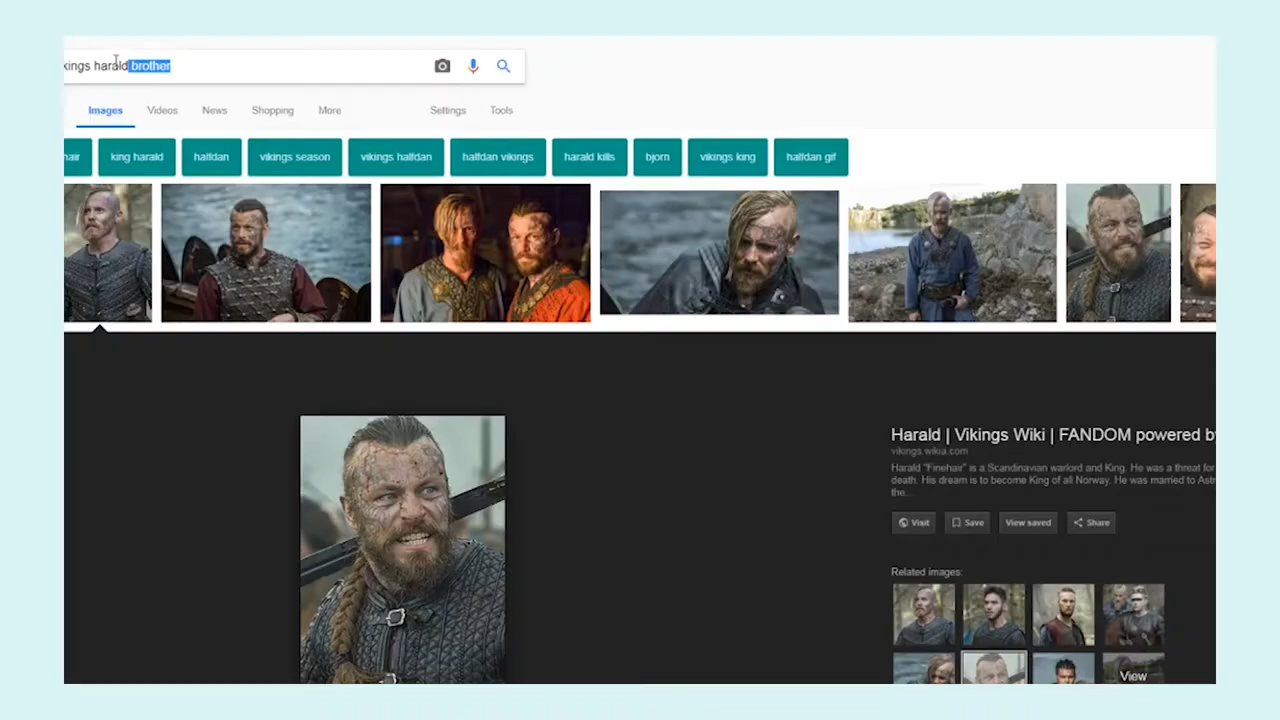 kings harald brother
Images Videos News Shopping More Settings Tools
hair king harald halfdan vikings season vikings halfdan halfdan vikings harald kills bjorn vikings king halfdan gif
Harald | Vikings Wiki | FANDOM powered by
vikings.wikia.com
Harald "Finehair" is a Scandinavian warlord and King. He was a threat for
death. His dream is to become King of all Norway. He was married to Astr
the...
Visit Save View saved Share
Related images:
View